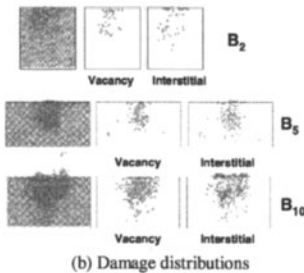 B2
Vacancy Interstitial
B5
Vacancy Interstitial
B10
Vacancy Interstitial
(b) Damage distributions